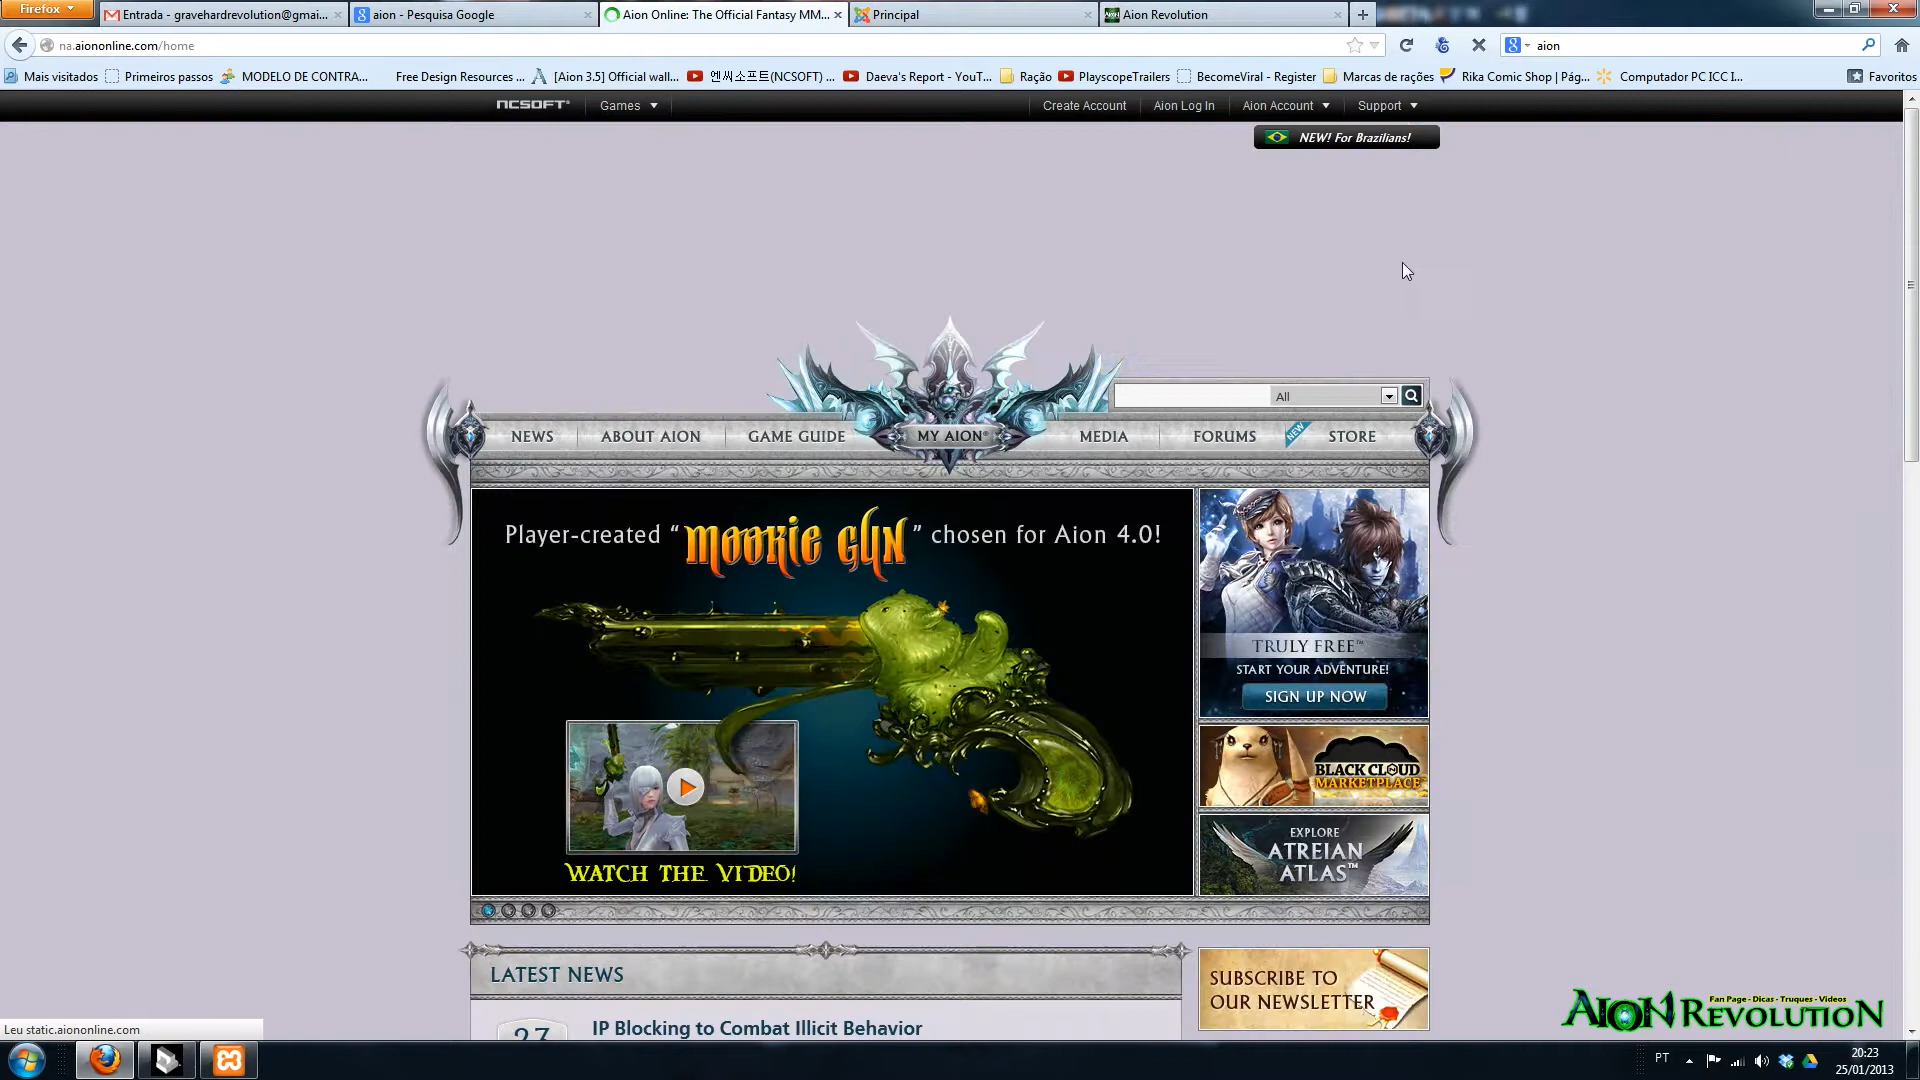 Firefox
Entrada - gravehardrevolution@gmai...
aion - Pesquisa Google
Aion Online: The Official Fantasy MM...
Principal
Aion Revolution
na.aiononline.com/home
aion
Mais visitados
Primeiros passos
MODELO DE CONTRA...
Free Design Resources ...
[Aion 3.5] Official wall...
엔씨소프트(NCSOFT) ...
Daeva's Report - YouT...
Ração
PlayscopeTrailers
BecomeViral - Register
Marcas de rações
Rika Comic Shop | Pág...
Computador PC ICC I...
Favoritos
NCSOFT
Games
Create Account
Aion Log In
Aion Account
Support
NEW! For Brazilians!
All
NEWS
ABOUT AION
GAME GUIDE
MY AION®
MEDIA
FORUMS
NEW
STORE
Player-created “MOOKIE GUN” chosen for Aion 4.0!
WATCH THE VIDEO!
TRULY FREE™
START YOUR ADVENTURE!
SIGN UP NOW
BLACK CLOUD
MARKETPLACE
EXPLORE
ATREIAN
ATLAS™
LATEST NEWS
27
IP Blocking to Combat Illicit Behavior
SUBSCRIBE TO
OUR NEWSLETTER
Fan Page - Dicas - Truques - Videos
AION REVOLUTION
Leu static.aiononline.com
PT
20:23
25/01/2013